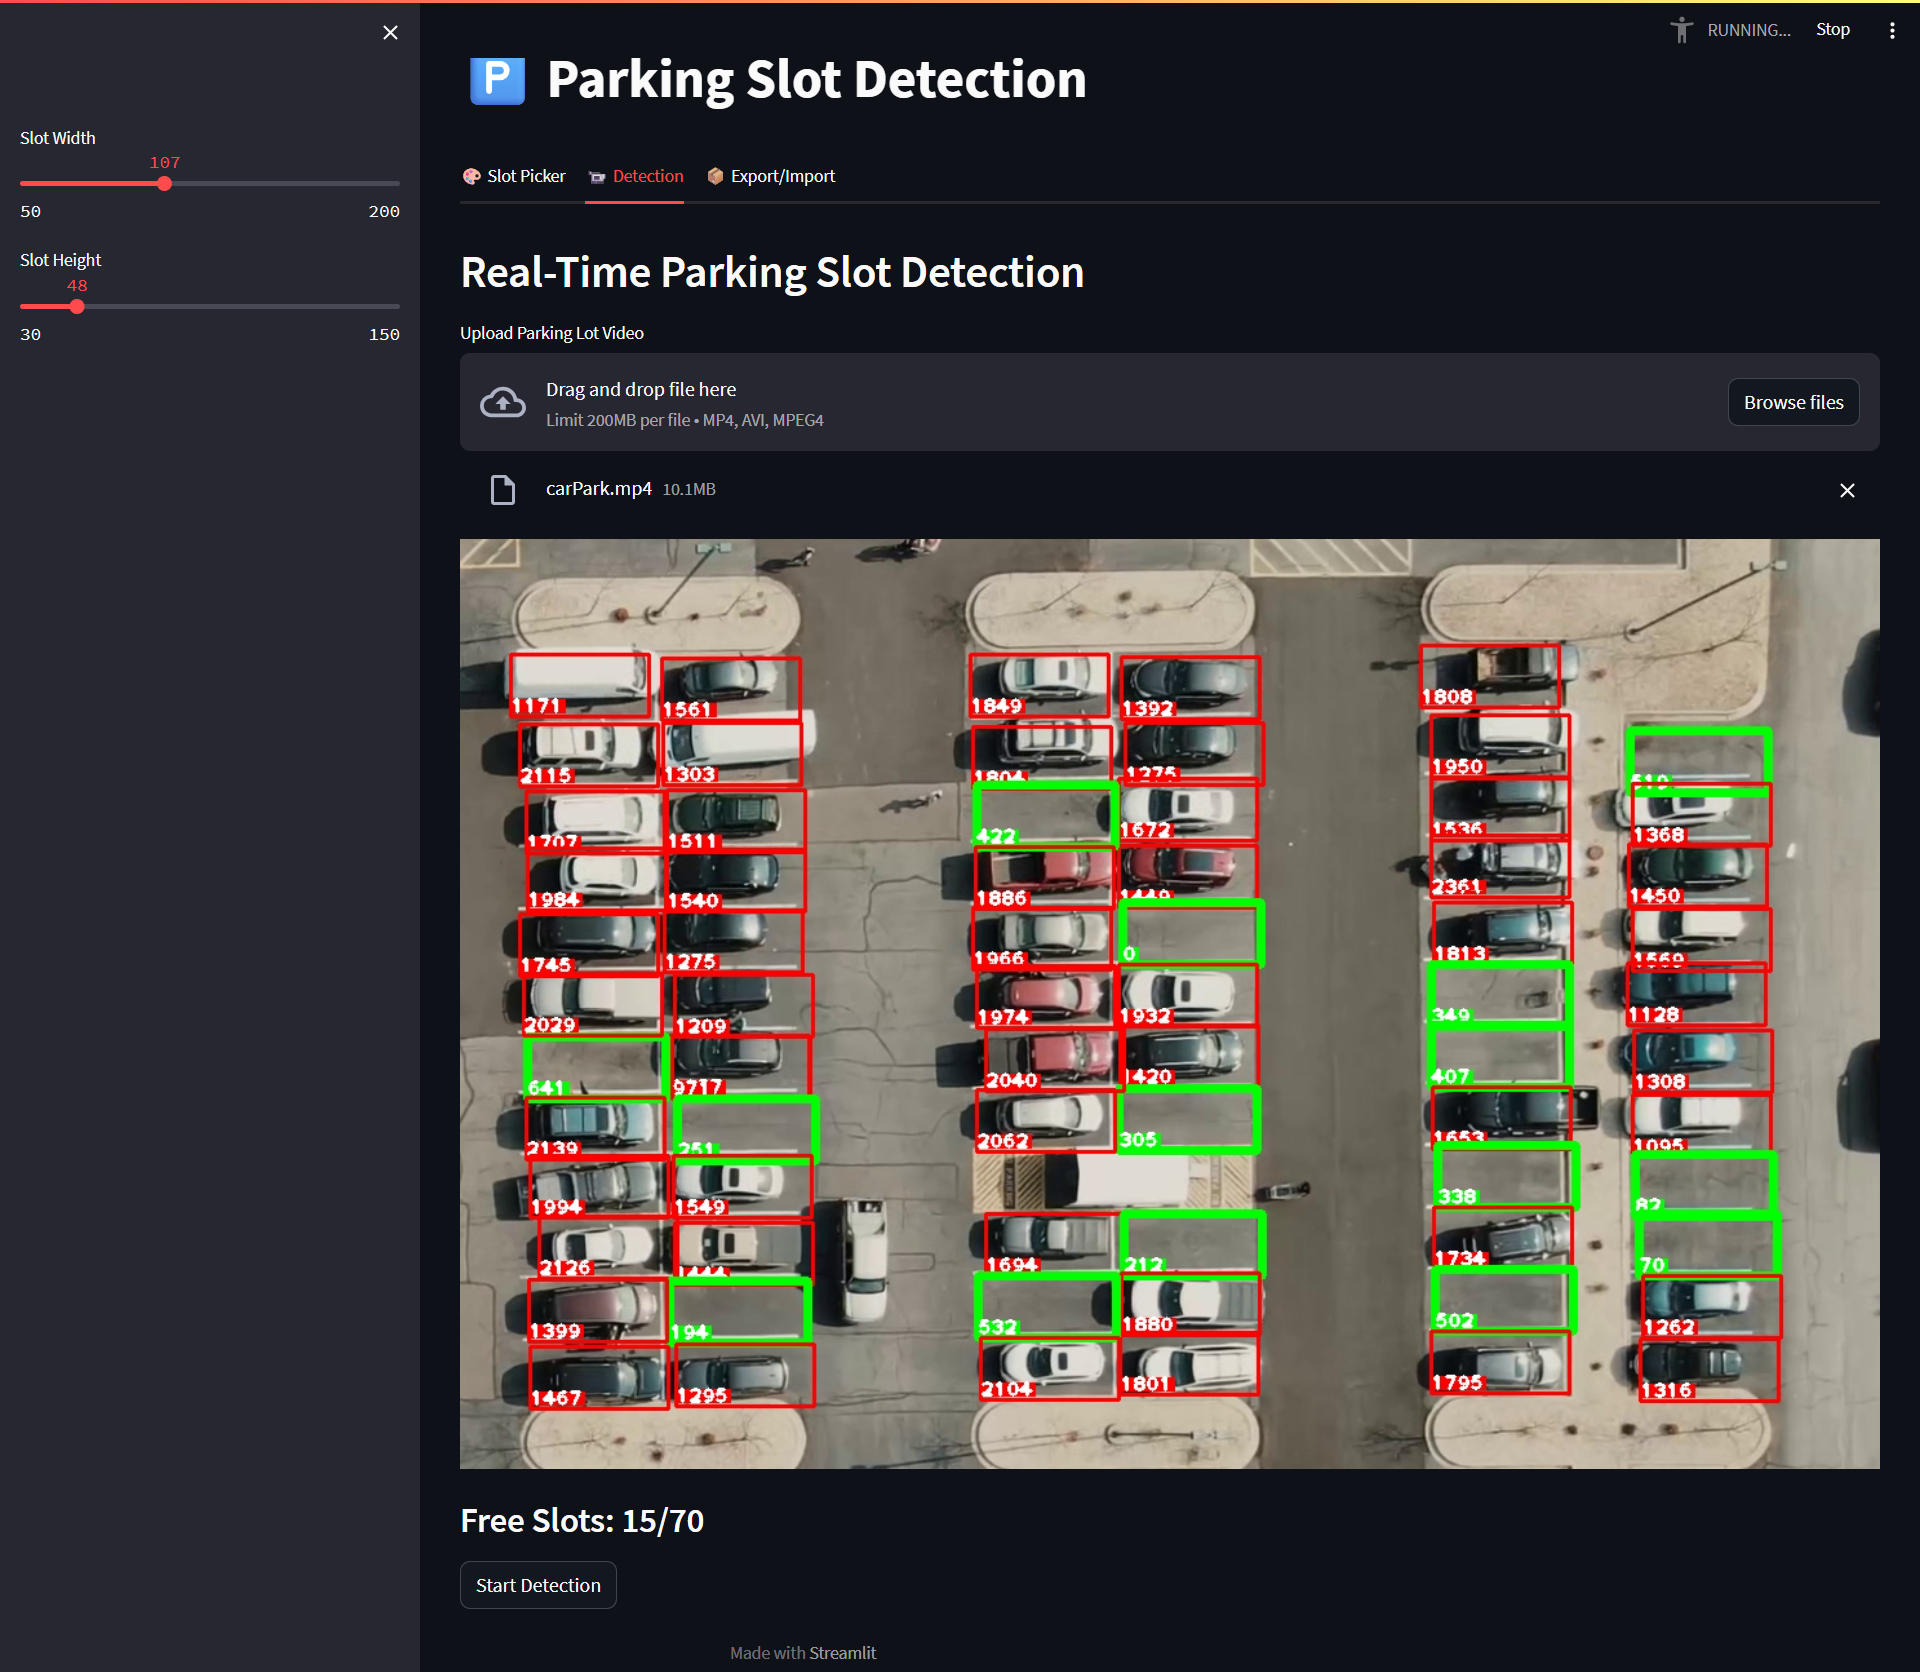 RUNNING... Stop
P Parking Slot Detection
Slot Width
107
50 200
Slot Height
48
30 150
Slot Picker Detection Export/Import
Real-Time Parking Slot Detection
Upload Parking Lot Video
Drag and drop file here
Limit 200MB per file • MP4, AVI, MPEG4
Browse files
carPark.mp4 10.1MB
1171 1561 1849 1392 1808
2115 1303 1804 1275 1950 510
1707 1511 422 1672 1536 1368
1984 1540 1886 1449 2361 1450
1745 1275 1966 0 1813 1569
2029 1209 1974 1932 349 1128
641 9717 2040 1420 407 1308
2139 251 2062 305 1653 1095
1994 1549 338 82
2126 1444 1694 212 1734 70
1399 194 532 1880 502 1262
1467 1295 2104 1801 1795 1316
Free Slots: 15/70
Start Detection
Made with Streamlit